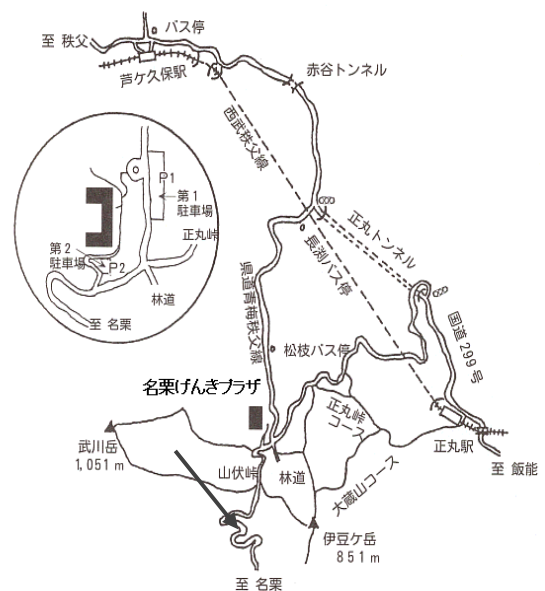 バス停
至 秩父
芦ケ久保駅
赤谷トンネル
西武秩父線
P1
第1
駐車場
正丸峠
第2
駐車場
P2
林道
至 名栗
正丸トンネル
長渕バス停
県道青梅秩父線
国道299号
松枝バス停
名栗げんきプラザ
正丸峠
コース
正丸駅
武川岳
1,051m
山伏峠
林道
大蔵山コース
至 飯能
伊豆ケ岳
851m
至 名栗